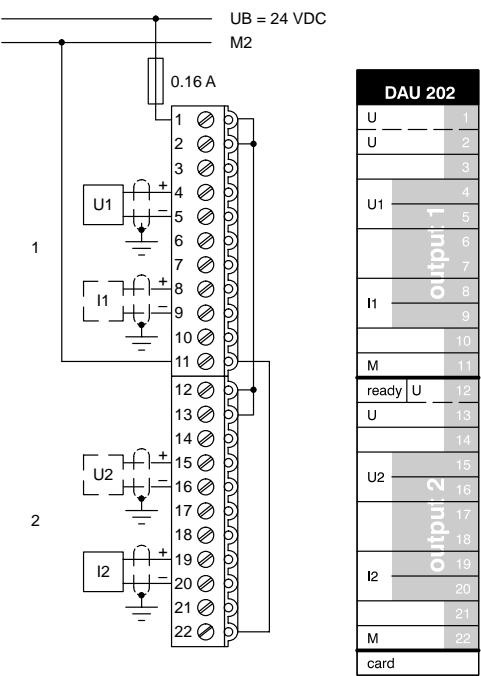 UB = 24 VDC
M2
0.16 A
1
2
3
+
4
U1
−
5
6
1
7
+
8
I1
−
9
10
11
12
13
14
+
15
U2
−
16
17
2
18
+
19
I2
−
20
21
22
DAU 202
U 1
U 2
3
4
U1
5
output 1
6
7
8
I1
9
10
M 11
ready U 12
U 13
14
15
U2
16
output 2
17
18
19
I2
20
21
M 22
card